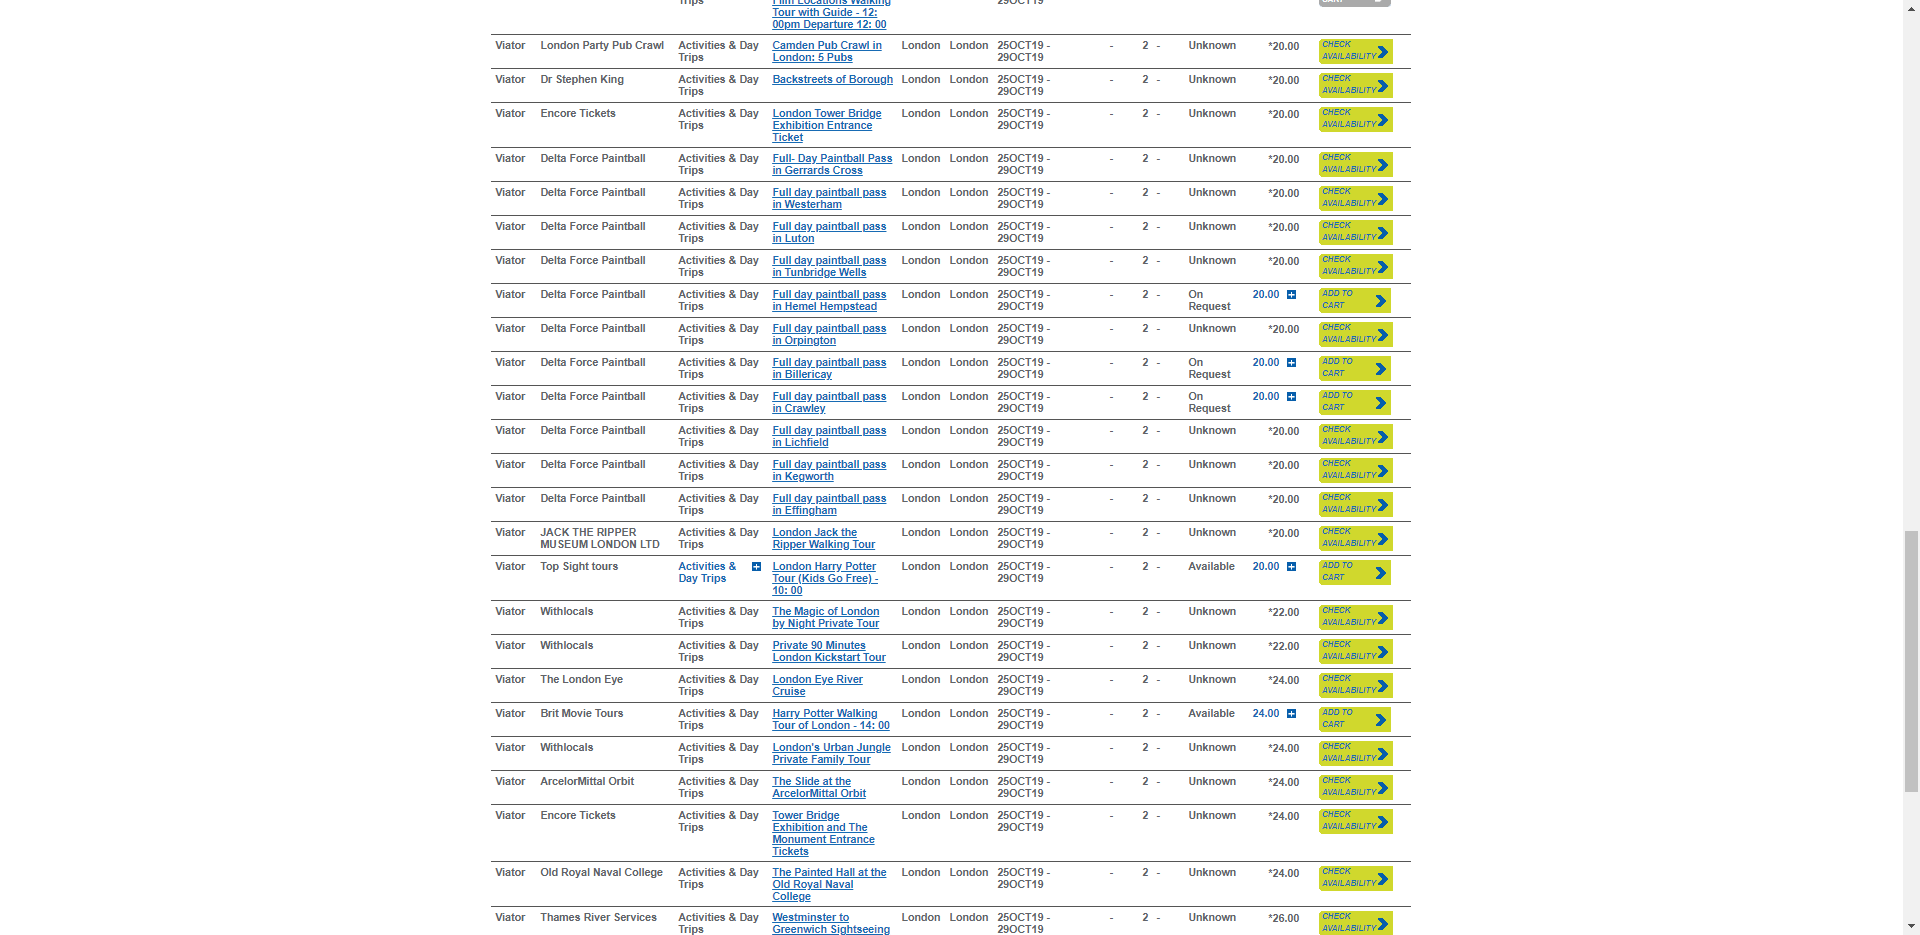 Trips Film Locations Walking 29OCT19 CART
Tour with Guide - 12:
00pm Departure 12: 00
Viator London Party Pub Crawl Activities & Day Camden Pub Crawl in London London 25OCT19 - - 2 - Unknown *20.00 CHECK
Trips London: 5 Pubs 29OCT19 AVAILABILITY
Viator Dr Stephen King Activities & Day Backstreets of Borough London London 25OCT19 - - 2 - Unknown *20.00 CHECK
Trips 29OCT19 AVAILABILITY
Viator Encore Tickets Activities & Day London Tower Bridge London London 25OCT19 - - 2 - Unknown *20.00 CHECK
Trips Exhibition Entrance 29OCT19 AVAILABILITY
Ticket
Viator Delta Force Paintball Activities & Day Full- Day Paintball Pass London London 25OCT19 - - 2 - Unknown *20.00 CHECK
Trips in Gerrards Cross 29OCT19 AVAILABILITY
Viator Delta Force Paintball Activities & Day Full day paintball pass London London 25OCT19 - - 2 - Unknown *20.00 CHECK
Trips in Westerham 29OCT19 AVAILABILITY
Viator Delta Force Paintball Activities & Day Full day paintball pass London London 25OCT19 - - 2 - Unknown *20.00 CHECK
Trips in Luton 29OCT19 AVAILABILITY
Viator Delta Force Paintball Activities & Day Full day paintball pass London London 25OCT19 - - 2 - Unknown *20.00 CHECK
Trips in Tunbridge Wells 29OCT19 AVAILABILITY
Viator Delta Force Paintball Activities & Day Full day paintball pass London London 25OCT19 - - 2 - On 20.00 ADD TO
Trips in Hemel Hempstead 29OCT19 Request CART
Viator Delta Force Paintball Activities & Day Full day paintball pass London London 25OCT19 - - 2 - Unknown *20.00 CHECK
Trips in Orpington 29OCT19 AVAILABILITY
Viator Delta Force Paintball Activities & Day Full day paintball pass London London 25OCT19 - - 2 - On 20.00 ADD TO
Trips in Billericay 29OCT19 Request CART
Viator Delta Force Paintball Activities & Day Full day paintball pass London London 25OCT19 - - 2 - On 20.00 ADD TO
Trips in Crawley 29OCT19 Request CART
Viator Delta Force Paintball Activities & Day Full day paintball pass London London 25OCT19 - - 2 - Unknown *20.00 CHECK
Trips in Lichfield 29OCT19 AVAILABILITY
Viator Delta Force Paintball Activities & Day Full day paintball pass London London 25OCT19 - - 2 - Unknown *20.00 CHECK
Trips in Kegworth 29OCT19 AVAILABILITY
Viator Delta Force Paintball Activities & Day Full day paintball pass London London 25OCT19 - - 2 - Unknown *20.00 CHECK
Trips in Effingham 29OCT19 AVAILABILITY
Viator JACK THE RIPPER Activities & Day London Jack the London London 25OCT19 - - 2 - Unknown *20.00 CHECK
MUSEUM LONDON LTD Trips Ripper Walking Tour 29OCT19 AVAILABILITY
Viator Top Sight tours Activities & London Harry Potter London London 25OCT19 - - 2 - Available 20.00 ADD TO
Day Trips Tour (Kids Go Free) - 29OCT19 CART
10: 00
Viator Withlocals Activities & Day The Magic of London London London 25OCT19 - - 2 - Unknown *22.00 CHECK
Trips by Night Private Tour 29OCT19 AVAILABILITY
Viator Withlocals Activities & Day Private 90 Minutes London London 25OCT19 - - 2 - Unknown *22.00 CHECK
Trips London Kickstart Tour 29OCT19 AVAILABILITY
Viator The London Eye Activities & Day London Eye River London London 25OCT19 - - 2 - Unknown *24.00 CHECK
Trips Cruise 29OCT19 AVAILABILITY
Viator Brit Movie Tours Activities & Day Harry Potter Walking London London 25OCT19 - - 2 - Available 24.00 ADD TO
Trips Tour of London - 14: 00 29OCT19 CART
Viator Withlocals Activities & Day London's Urban Jungle London London 25OCT19 - - 2 - Unknown *24.00 CHECK
Trips Private Family Tour 29OCT19 AVAILABILITY
Viator ArcelorMittal Orbit Activities & Day The Slide at the London London 25OCT19 - - 2 - Unknown *24.00 CHECK
Trips ArcelorMittal Orbit 29OCT19 AVAILABILITY
Viator Encore Tickets Activities & Day Tower Bridge London London 25OCT19 - - 2 - Unknown *24.00 CHECK
Trips Exhibition and The 29OCT19 AVAILABILITY
Monument Entrance
Tickets
Viator Old Royal Naval College Activities & Day The Painted Hall at the London London 25OCT19 - - 2 - Unknown *24.00 CHECK
Trips Old Royal Naval 29OCT19 AVAILABILITY
College
Viator Thames River Services Activities & Day Westminster to London London 25OCT19 - - 2 - Unknown *26.00 CHECK
Trips Greenwich Sightseeing 29OCT19 AVAILABILITY